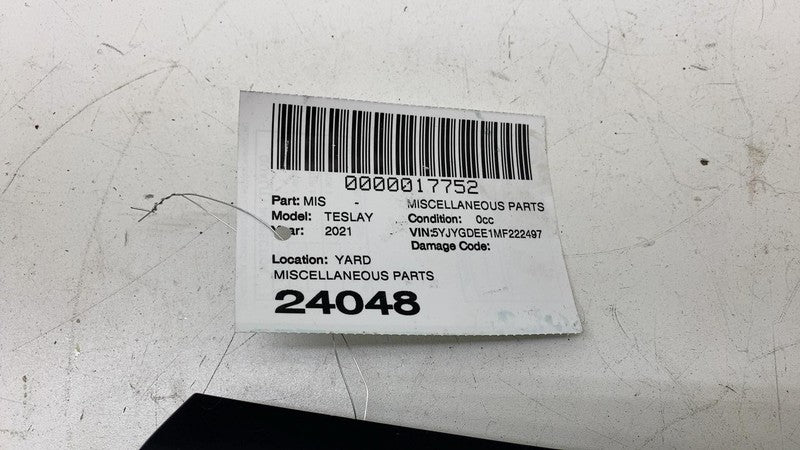 0000017752
Part: MIS - MISCELLANEOUS PARTS
Model: TESLAY Condition: 0cc
Year: 2021 VIN:5YJYGDEE1MF222497
Damage Code:
Location: YARD
MISCELLANEOUS PARTS
24048